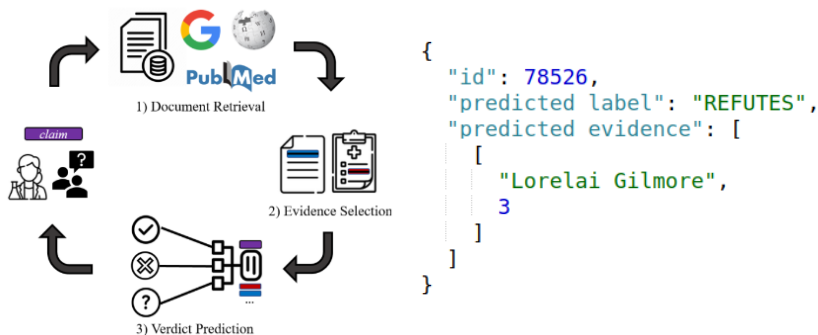 G
W
PubMed
1) Document Retrieval
claim
?
2) Evidence Selection
?
...
3) Verdict Prediction
{
"id": 78526,
"predicted label": "REFUTES",
"predicted evidence": [
[
"Lorelai Gilmore",
3
]
]
}